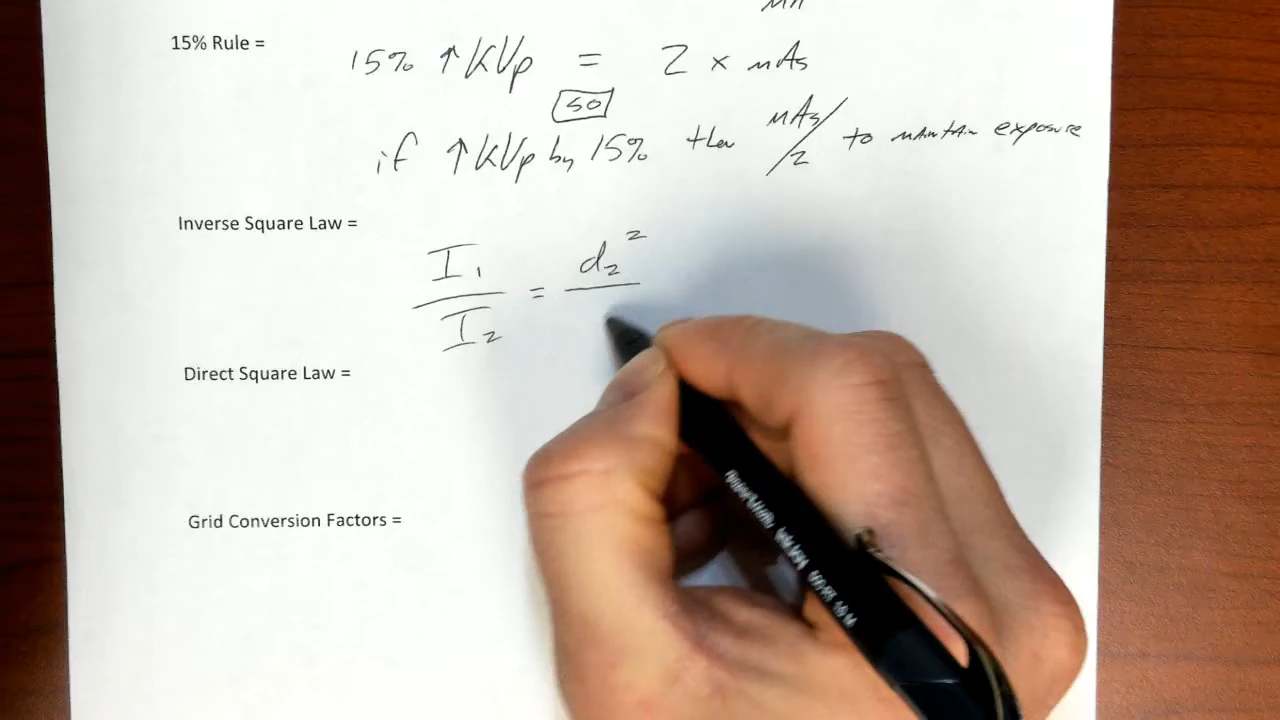 15% Rule =
15% ↑ KVp = 2 x mAs
so
if ↑ KVp by 15% then mAs/2 to maintain exposure
Inverse Square Law =
I₁/I₂ = d₂²
Direct Square Law =
Grid Conversion Factors =